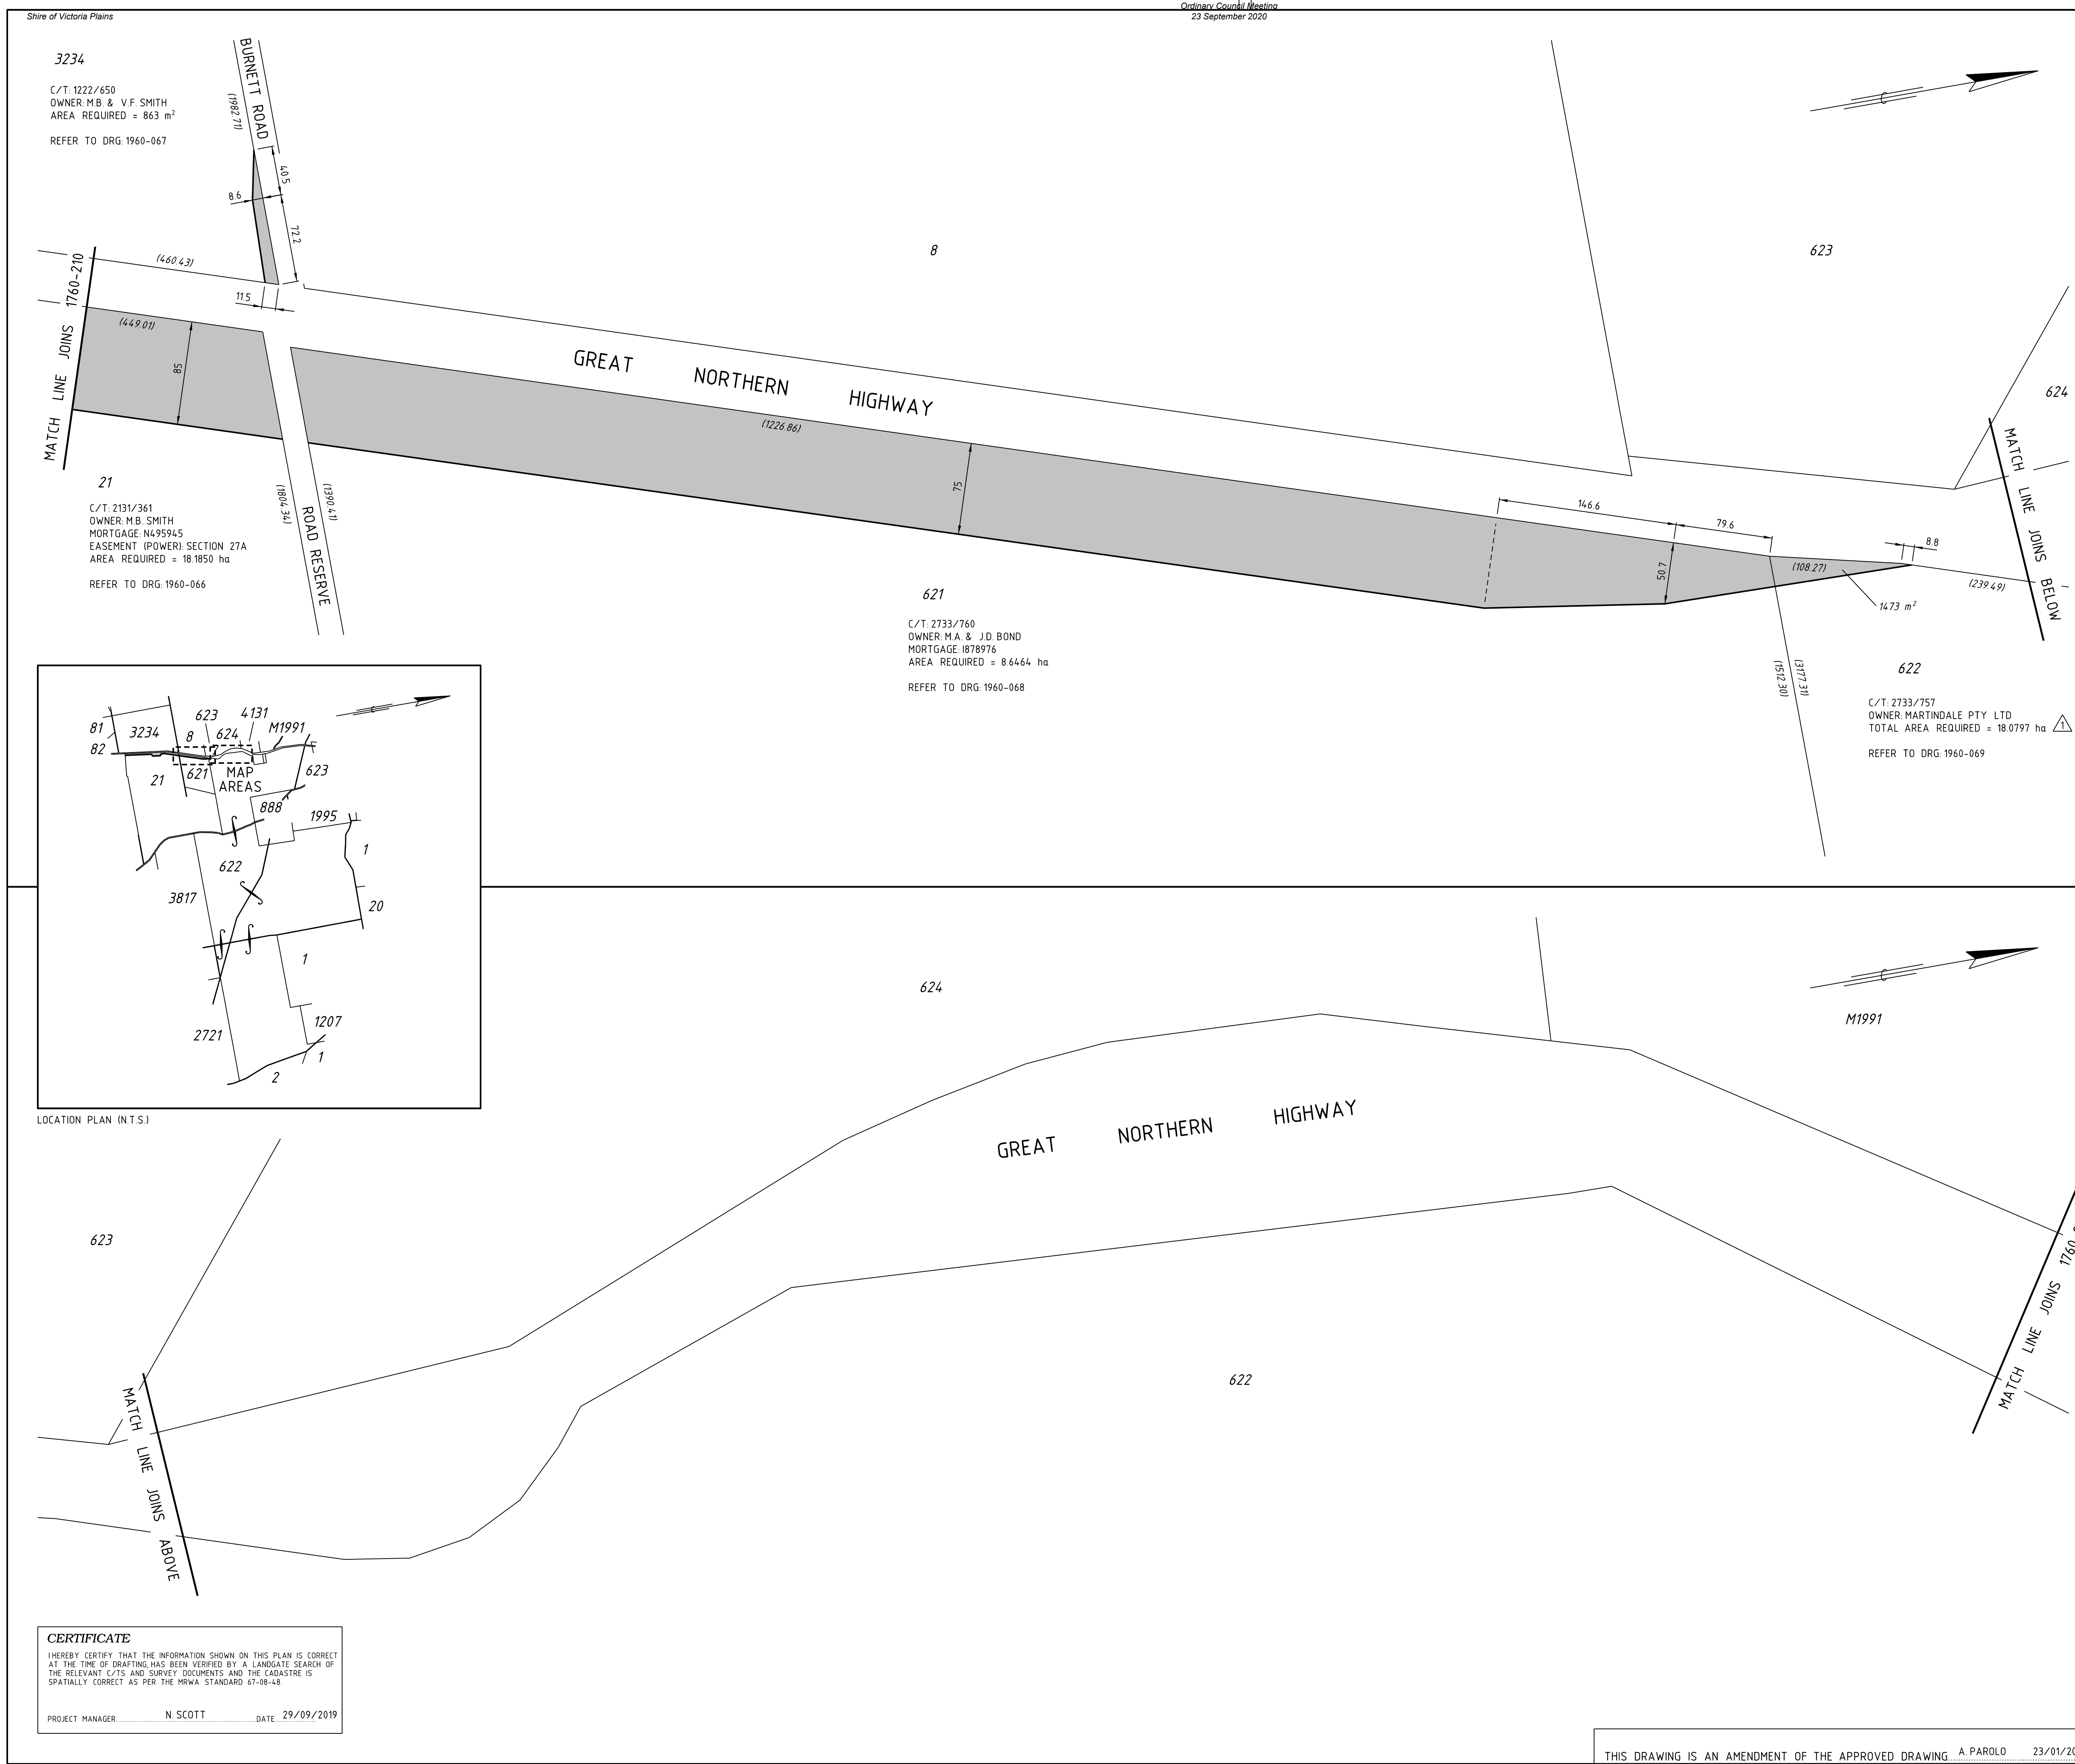 Shire of Victoria Plains
Ordinary Council Meeting
23 September 2020
3234
C/T: 1222/650
OWNER: M.B. & V.F. SMITH
AREA REQUIRED = 863 m²
REFER TO DRG: 1960-067
BURNETT ROAD
(1982.71)
40.5
8.6
72.2
(460.43)
11.5
MATCH LINE JOINS 1760-210
(449.01)
85
8
623
624
GREAT NORTHERN HIGHWAY
(1226.86)
75
146.6
79.6
50.7
8.8
(108.27)
1473 m²
(239.49)
MATCH LINE JOINS BELOW
21
C/T: 2131/361
OWNER: M.B. SMITH
MORTGAGE: N495945
EASEMENT (POWER): SECTION 27A
AREA REQUIRED = 18.1850 ha
REFER TO DRG: 1960-066
(1804.34)
ROAD RESERVE
(1390.41)
621
C/T: 2733/760
OWNER: M.A. & J.D. BOND
MORTGAGE: I878976
AREA REQUIRED = 8.6464 ha
REFER TO DRG: 1960-068
(1512.30)
(3177.31)
622
C/T: 2733/757
OWNER: MARTINDALE PTY LTD
TOTAL AREA REQUIRED = 18.0797 ha 1
REFER TO DRG: 1960-069
81
3234
82
623
4131
8
624
M1991
7
21
621
MAP
AREAS
623
888
1995
622
1
3817
20
1
2721
1207
1
2
LOCATION PLAN (N.T.S.)
624
M1991
GREAT NORTHERN HIGHWAY
623
622
MATCH LINE JOINS ABOVE
MATCH LINE JOINS 1760
CERTIFICATE
I HEREBY CERTIFY THAT THE INFORMATION SHOWN ON THIS PLAN IS CORRECT
AT THE TIME OF DRAFTING, HAS BEEN VERIFIED BY A LANDGATE SEARCH OF
THE RELEVANT C/TS AND SURVEY DOCUMENTS AND THE CADASTRE IS
SPATIALLY CORRECT AS PER THE MRWA STANDARD 67-08-48.
PROJECT MANAGER N. SCOTT DATE 29/09/2019
THIS DRAWING IS AN AMENDMENT OF THE APPROVED DRAWING A. PAROLO 23/01/20